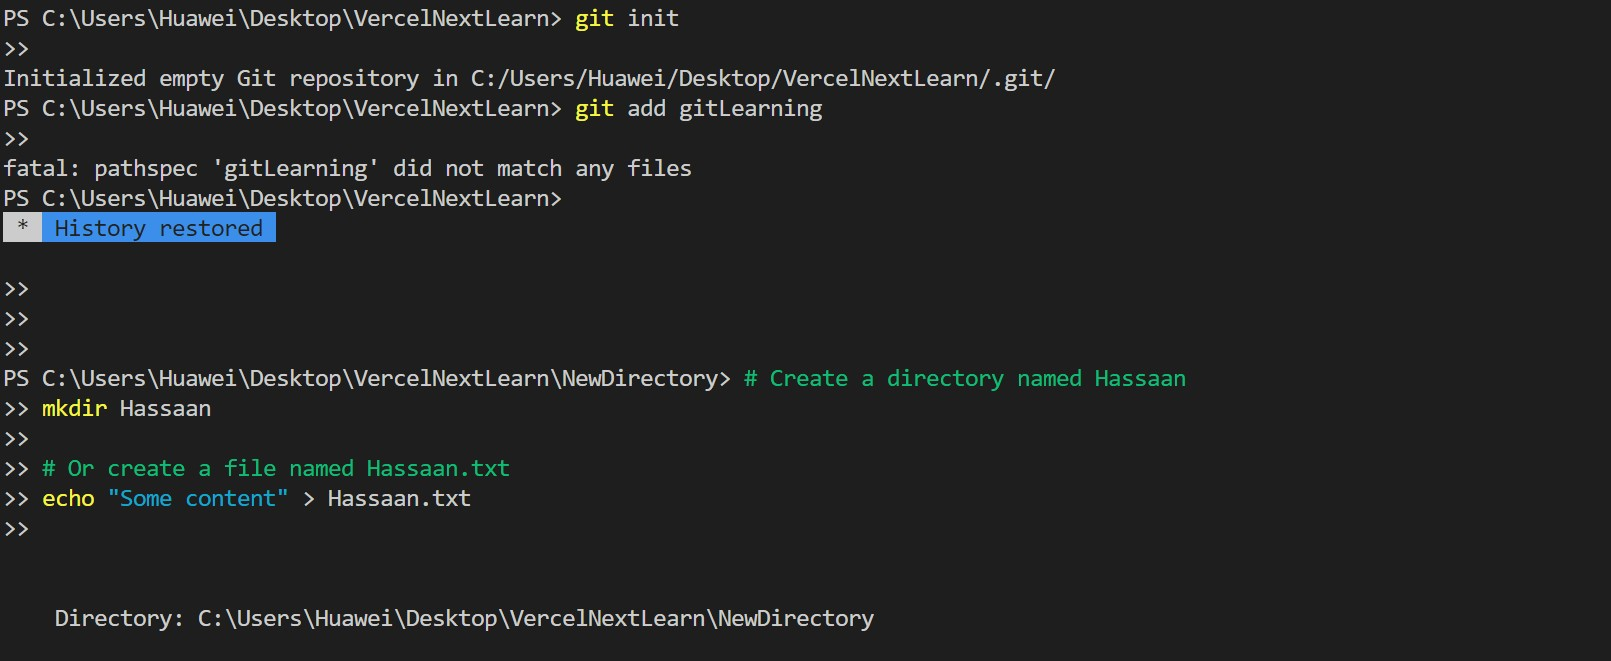 PS C:\Users\Huawei\Desktop\VercelNextLearn> git init
>>
Initialized empty Git repository in C:/Users/Huawei/Desktop/VercelNextLearn/.git/
PS C:\Users\Huawei\Desktop\VercelNextLearn> git add gitLearning
>>
fatal: pathspec 'gitLearning' did not match any files
PS C:\Users\Huawei\Desktop\VercelNextLearn>
* History restored
>>
>>
>>
PS C:\Users\Huawei\Desktop\VercelNextLearn\NewDirectory> # Create a directory named Hassaan
>> mkdir Hassaan
>>
>> # Or create a file named Hassaan.txt
>> echo "Some content" > Hassaan.txt
>>
Directory: C:\Users\Huawei\Desktop\VercelNextLearn\NewDirectory